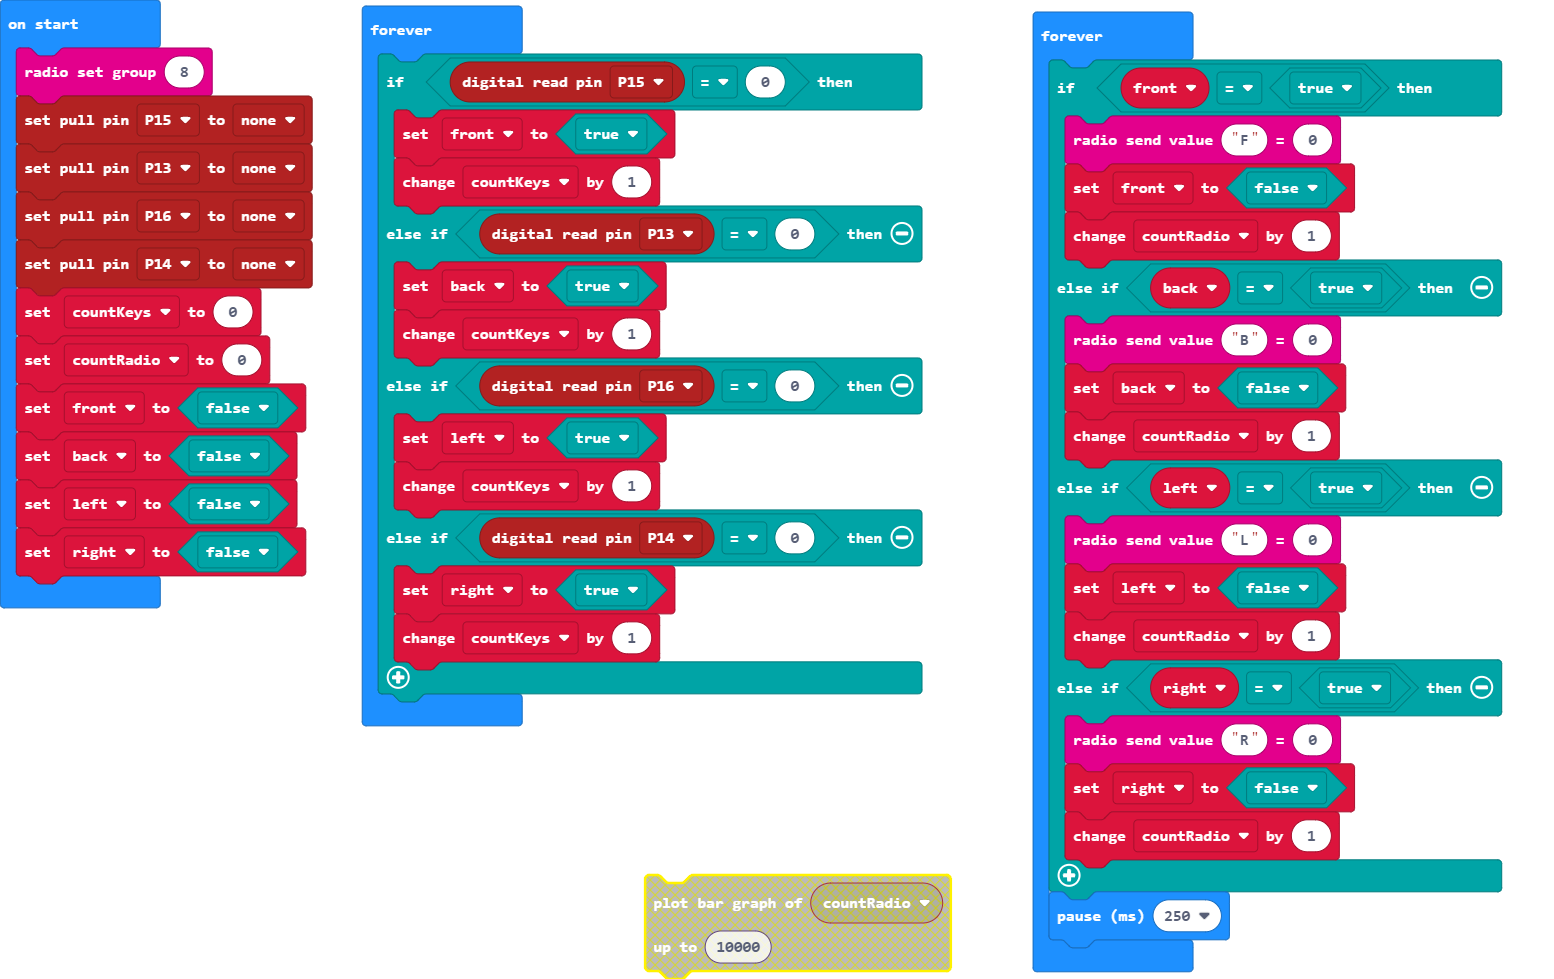 on start
radio set group 8
set pull pin P15 to none
set pull pin P13 to none
set pull pin P16 to none
set pull pin P14 to none
set countKeys to 0
set countRadio to 0
set front to false
set back to false
set left to false
set right to false
forever
if digital read pin P15 = 0 then
set front to true
change countKeys by 1
else if digital read pin P13 = 0 then
set back to true
change countKeys by 1
else if digital read pin P16 = 0 then
set left to true
change countKeys by 1
else if digital read pin P14 = 0 then
set right to true
change countKeys by 1
plot bar graph of countRadio
up to 10000
forever
if front = true then
radio send value "F" = 0
set front to false
change countRadio by 1
else if back = true then
radio send value "B" = 0
set back to false
change countRadio by 1
else if left = true then
radio send value "L" = 0
set left to false
change countRadio by 1
else if right = true then
radio send value "R" = 0
set right to false
change countRadio by 1
pause (ms) 250